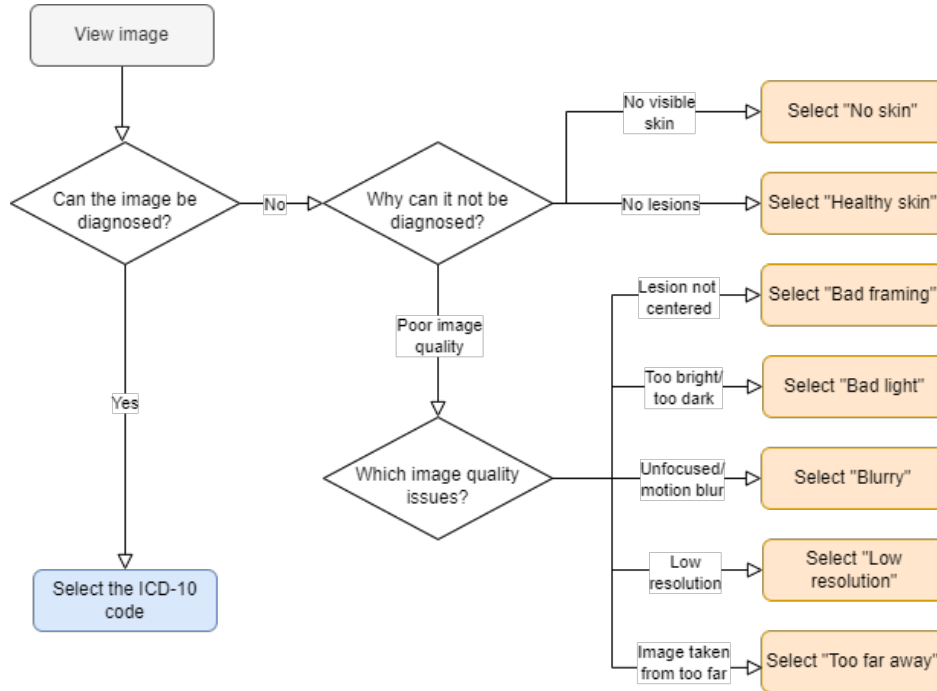 View image
No visible
skin
Select "No skin"
Can the image be
diagnosed?
No
Why can it not be
diagnosed?
No lesions
Select "Healthy skin"
Lesion not
centered
Select "Bad framing"
Poor image
quality
Too bright/
too dark
Select "Bad light"
Yes
Which image quality
issues?
Unfocused/
motion blur
Select "Blurry"
Low
resolution
Select "Low
resolution"
Select the ICD-10
code
Image taken
from too far
Select "Too far away"